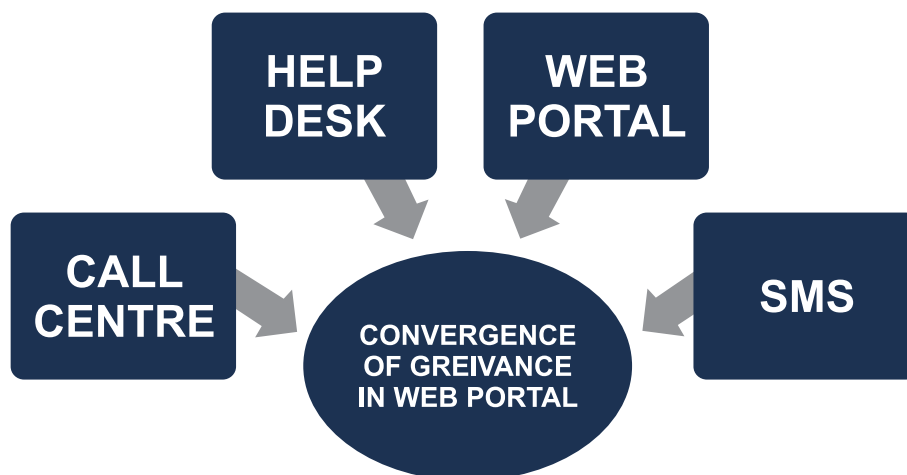 HELP
DESK
WEB
PORTAL
CALL
CENTRE
SMS
CONVERGENCE
OF GREIVANCE
IN WEB PORTAL